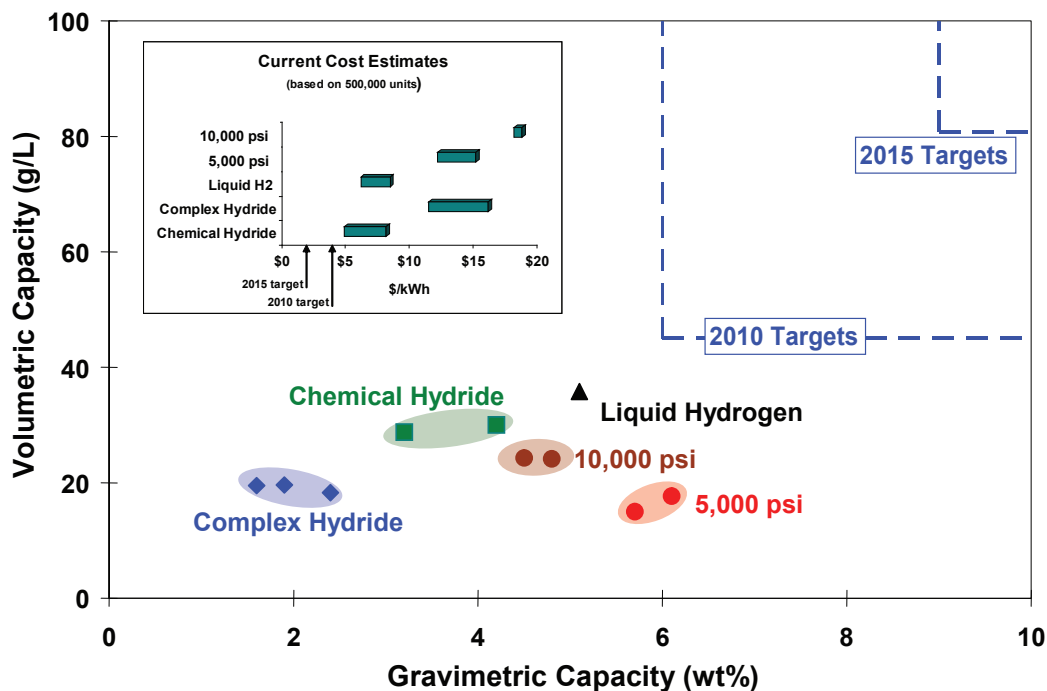 100
80
60
40
20
0
Volumetric Capacity (g/L)
Current Cost Estimates
(based on 500,000 units)
10,000 psi
5,000 psi
Liquid H2
Complex Hydride
Chemical Hydride
$0 $5 $10 $15 $20
2015 target
2010 target
$/kWh
2015 Targets
2010 Targets
Chemical Hydride
Liquid Hydrogen
10,000 psi
5,000 psi
Complex Hydride
0 2 4 6 8 10
Gravimetric Capacity (wt%)